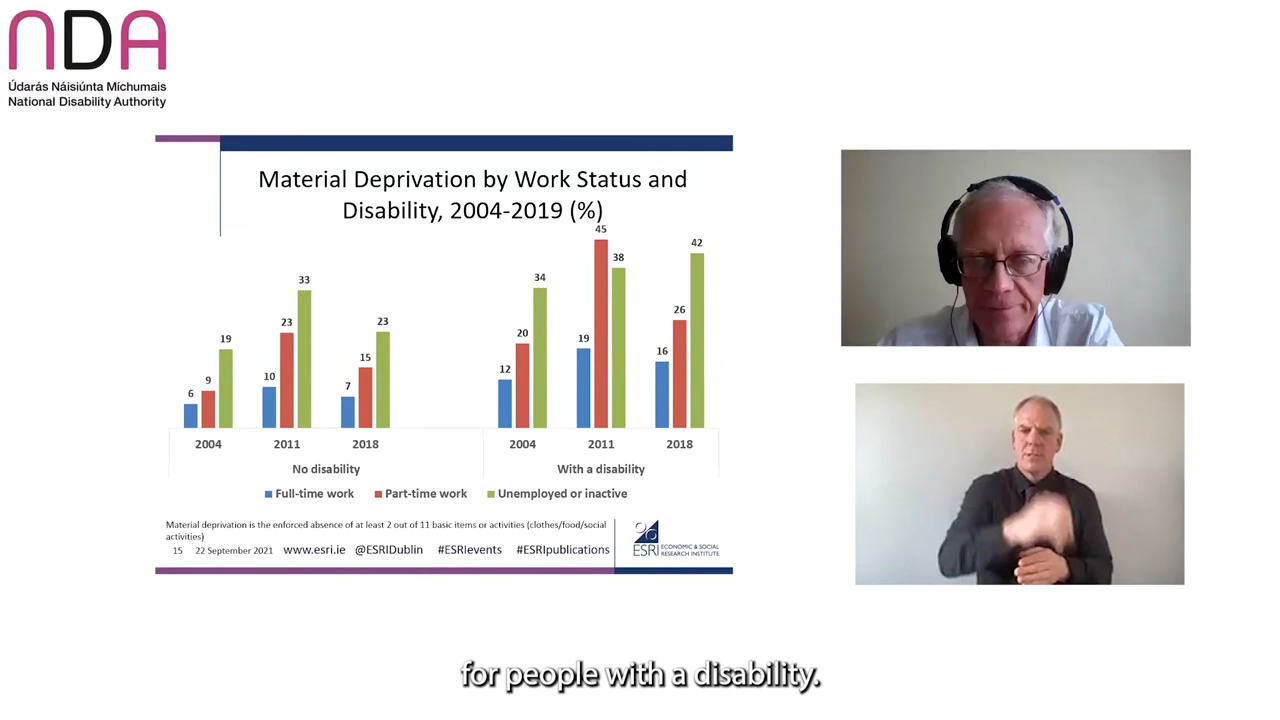 NDA
Údarás Náisiúnta Míchumais
National Disability Authority
Material Deprivation by Work Status and
Disability, 2004-2019 (%)
6 9 19 10 23 33 7 15 23
12 20 34 19 45 38 16 26 42
2004 2011 2018 2004 2011 2018
No disability With a disability
Full-time work Part-time work Unemployed or inactive
Material deprivation is the enforced absence of at least 2 out of 11 basic items or activities (clothes/food/social
activities)
15 22 September 2021 www.esri.ie @ESRIDublin #ESRIevents #ESRIpublications
ESRI ECONOMIC & SOCIAL
RESEARCH INSTITUTE
for people with a disability.